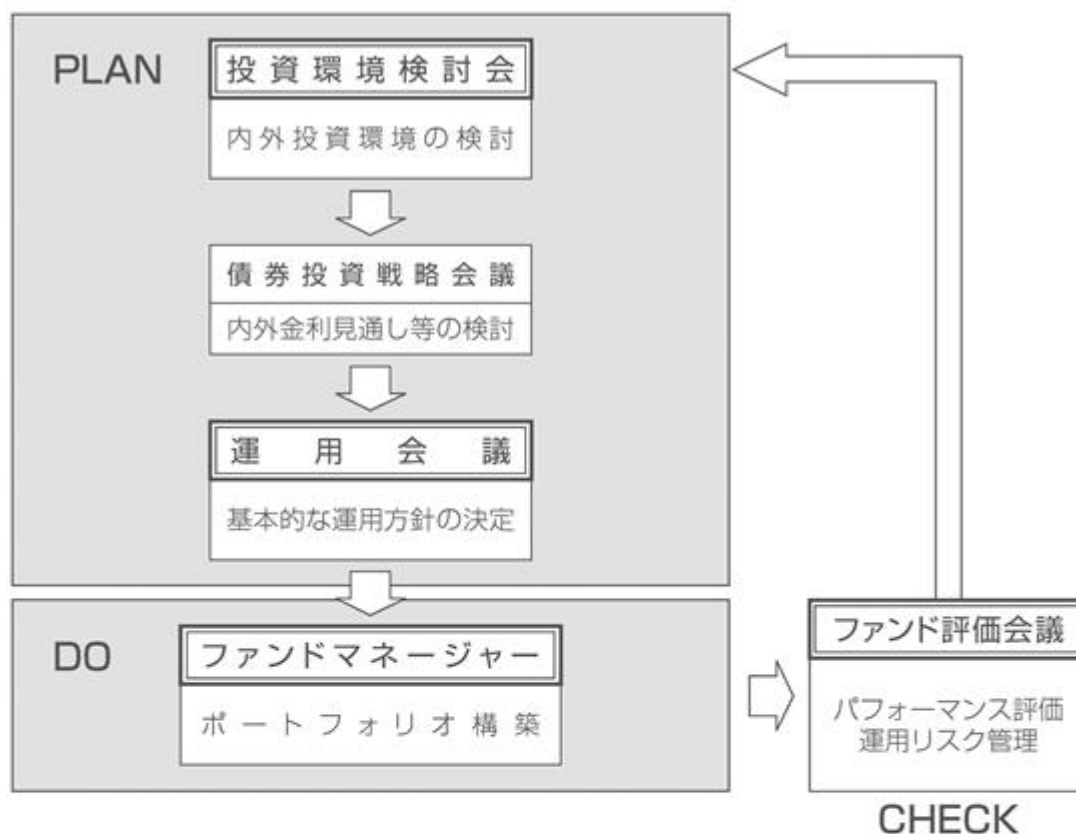 PLAN
投資環境検討会
内外投資環境の検討
債券投資戦略会議
内外金利見通し等の検討
運用会議
基本的な運用方針の決定
DO
ファンドマネージャー
ポートフォリオ構築
ファンド評価会議
パフォーマンス評価
運用リスク管理
CHECK